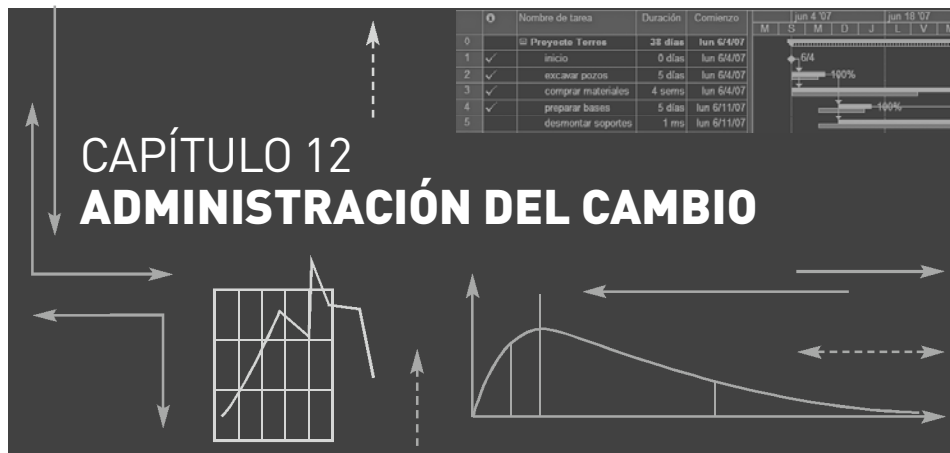 Nombre de tarea Duración Comienzo jun 4 '07 jun 18 '07
M S M D J L V
0 Proyecto Torres 38 días lun 6/4/07
1 inicio 0 días lun 6/4/07 6/4
2 excavar pozos 5 días lun 6/4/07 100%
3 comprar materiales 4 sems lun 6/4/07
4 preparar bases 5 días lun 6/11/07 100%
5 desmontar soportes 1 ms lun 6/11/07
CAPÍTULO 12
ADMINISTRACIÓN DEL CAMBIO